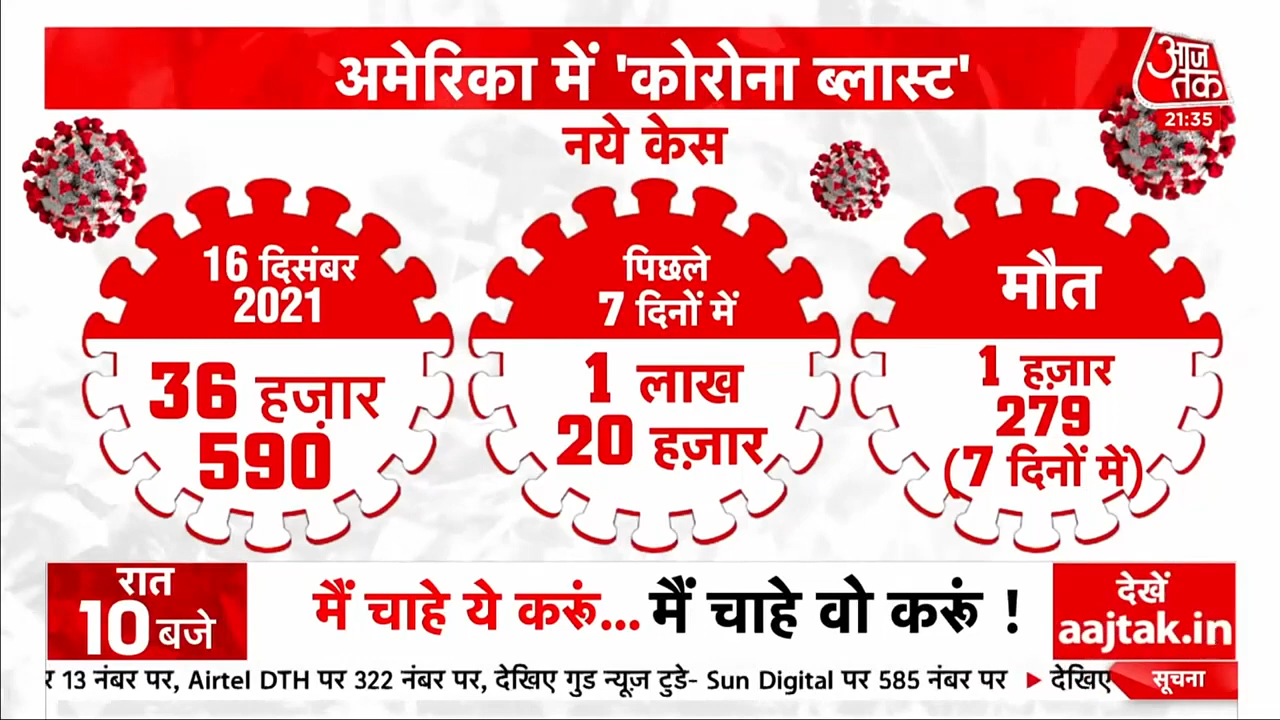 अमेरिका में 'कोरोना ब्लास्ट'
आज
तक
21:35
नये केस
16 दिसंबर
2021
36 हज़ार
590
पिछले
7 दिनों में
1 लाख
20 हज़ार
मौत
1 हज़ार
279
(7 दिनों में)
रात
10 बजे
मैं चाहे ये करूं... मैं चाहे वो करूं !
देखें
aajtak.in
र 13 नंबर पर, Airtel DTH पर 322 नंबर पर, देखिए गुड न्यूज़ टुडे- Sun Digital पर 585 नंबर पर ▶ देखिए
सूचना